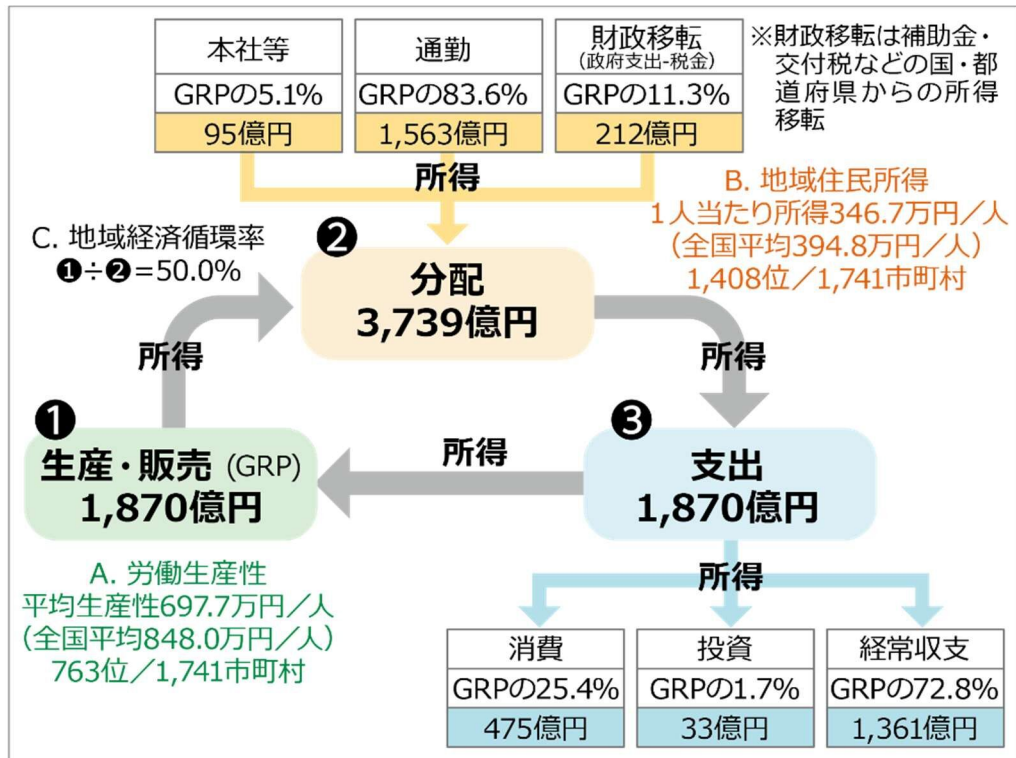 本社等
GRPの5.1%
95億円
通勤
GRPの83.6%
1,563億円
財政移転
(政府支出-税金)
GRPの11.3%
212億円
※財政移転は補助金・
交付税などの国・都
道府県からの所得
移転
所得
B. 地域住民所得
1人当たり所得346.7万円／人
(全国平均394.8万円／人)
1,408位／1,741市町村
C. 地域経済循環率
❶÷❷=50.0%
❷
分配
3,739億円
所得
所得
❶
生産・販売 (GRP)
1,870億円
所得
❸
支出
1,870億円
A. 労働生産性
平均生産性697.7万円／人
(全国平均848.0万円／人)
763位／1,741市町村
所得
消費
GRPの25.4%
475億円
投資
GRPの1.7%
33億円
経常収支
GRPの72.8%
1,361億円